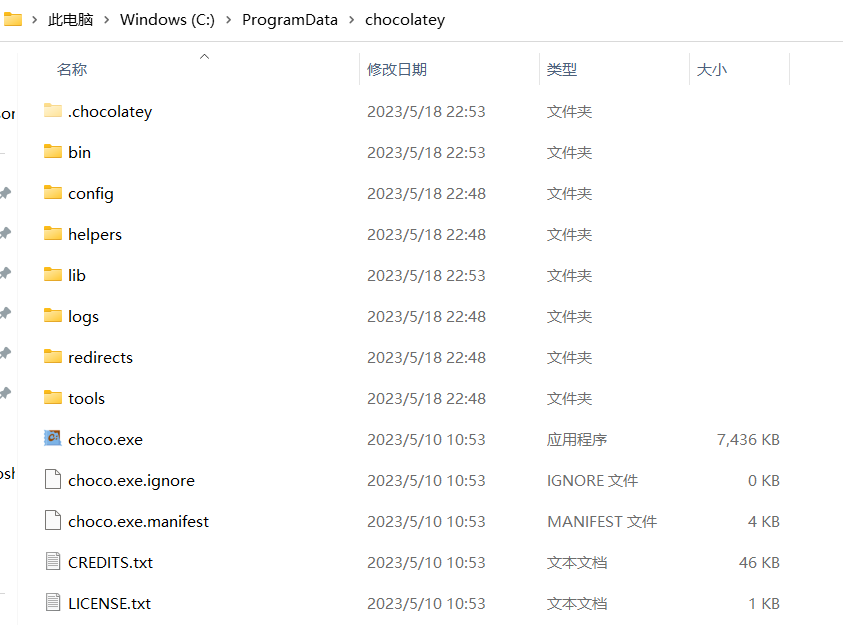 此电脑 Windows (C:) ProgramData chocolatey
名称 修改日期 类型 大小
.chocolatey 2023/5/18 22:53 文件夹
bin 2023/5/18 22:53 文件夹
config 2023/5/18 22:48 文件夹
helpers 2023/5/18 22:48 文件夹
lib 2023/5/18 22:53 文件夹
logs 2023/5/18 22:48 文件夹
redirects 2023/5/18 22:48 文件夹
tools 2023/5/18 22:48 文件夹
choco.exe 2023/5/10 10:53 应用程序 7,436 KB
choco.exe.ignore 2023/5/10 10:53 IGNORE 文件 0 KB
choco.exe.manifest 2023/5/10 10:53 MANIFEST 文件 4 KB
CREDITS.txt 2023/5/10 10:53 文本文档 46 KB
LICENSE.txt 2023/5/10 10:53 文本文档 1 KB